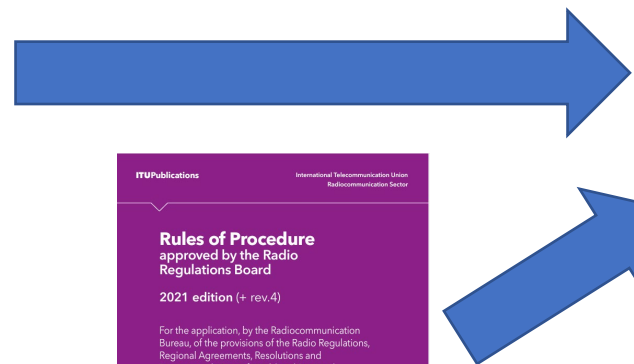 ITUPublications
International Telecommunication Union
Radiocommunication Sector
Rules of Procedure
approved by the Radio
Regulations Board
2021 edition (+ rev.4)
For the application, by the Radiocommunication
Bureau, of the provisions of the Radio Regulations,
Regional Agreements, Resolutions and